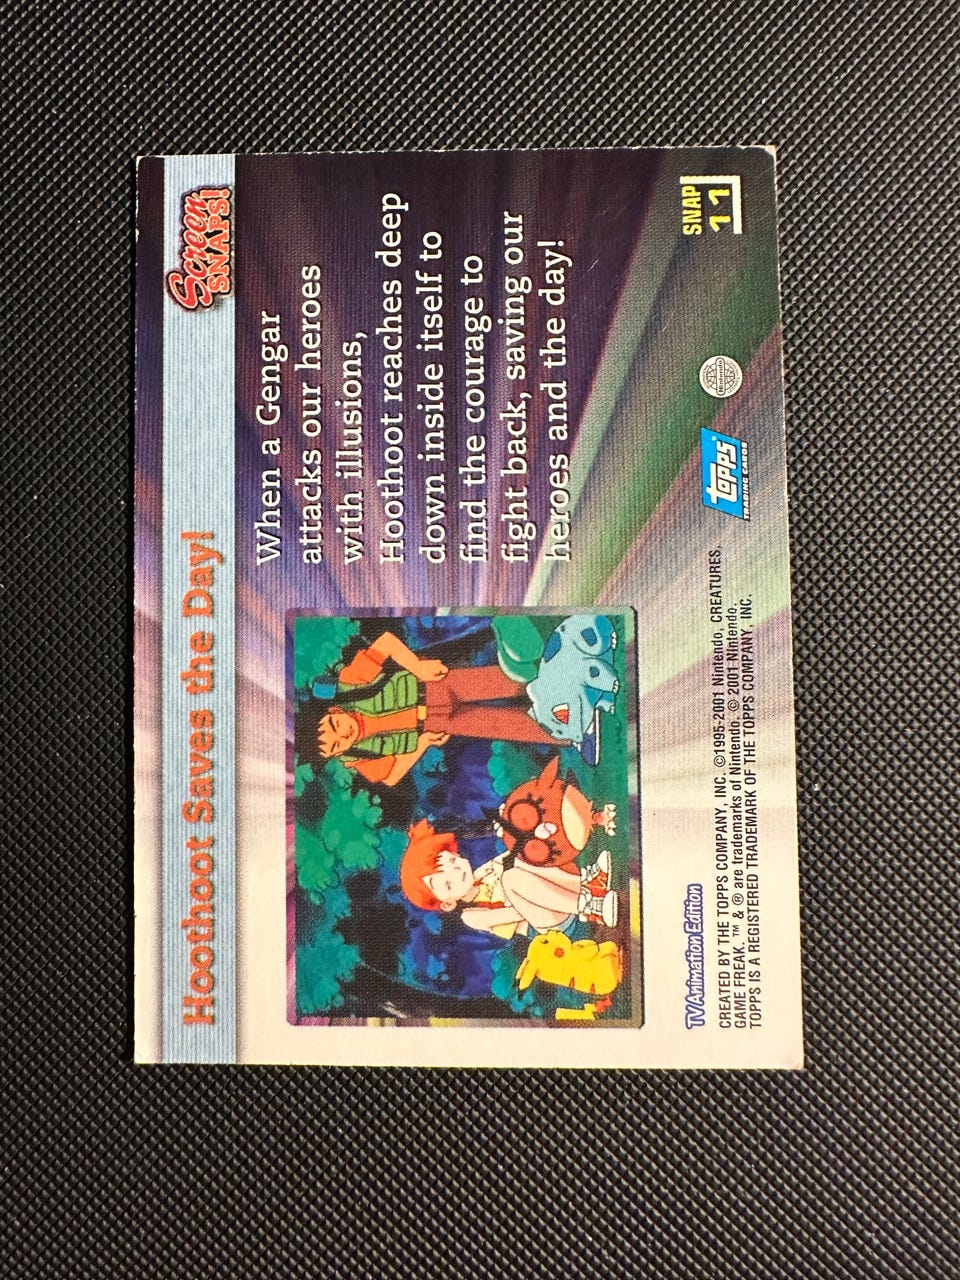 Hoothoot Saves the Day!
Screen
SNAPS!
When a Gengar
attacks our heroes
with illusions,
Hoothoot reaches deep
down inside itself to
find the courage to
fight back, saving our
heroes and the day!
TV Animation Edition
CREATED BY THE TOPPS COMPANY, INC. ©1995-2001 Nintendo, CREATURES,
GAME FREAK. ™ & ® are trademarks of Nintendo. © 2001 Nintendo.
TOPPS IS A REGISTERED TRADEMARK OF THE TOPPS COMPANY, INC.
topps®
TRADING CARDS
Nintendo
SNAP
11